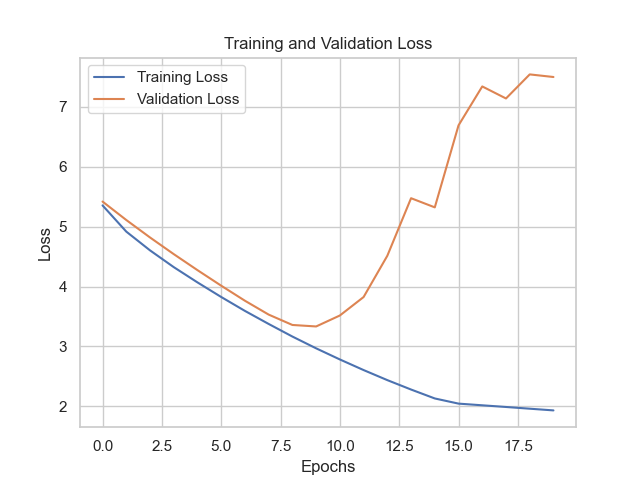 Training and Validation Loss
Training Loss
Validation Loss
7
6
5
4
3
2
Loss
0.0 2.5 5.0 7.5 10.0 12.5 15.0 17.5
Epochs